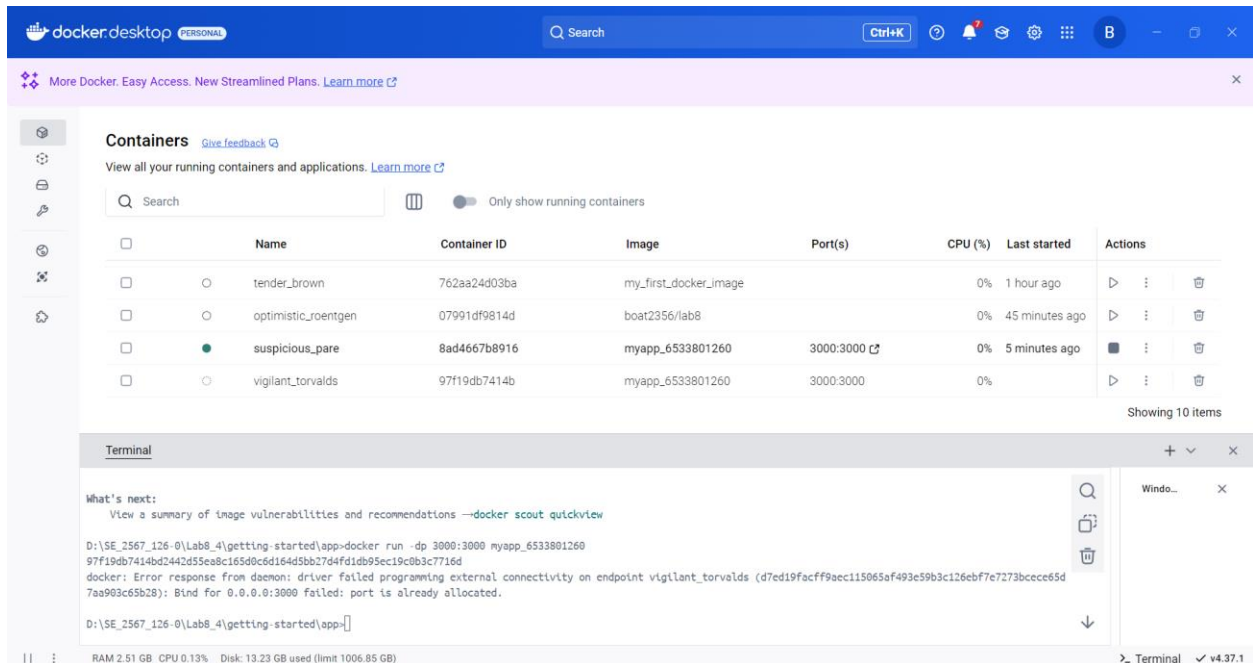 docker.desktop PERSONAL Search Ctrl+K 7 B
More Docker. Easy Access. New Streamlined Plans. Learn more
Containers Give feedback
View all your running containers and applications. Learn more
Search Only show running containers
Name Container ID Image Port(s) CPU (%) Last started Actions
tender_brown 762aa24d03ba my_first_docker_image 0% 1 hour ago
optimistic_roentgen 07991df9814d boat2356/lab8 0% 45 minutes ago
suspicious_pare 8ad4667b8916 myapp_6533801260 3000:3000 0% 5 minutes ago
vigilant_torvalds 97f19db7414b myapp_6533801260 3000:3000 0%
Showing 10 items
Terminal
Windo...
What's next:
View a summary of image vulnerabilities and recommendations → docker scout quickview
D:\SE_2567_126-0\Lab8_4\getting-started\app>docker run -dp 3000:3000 myapp_6533801260
97f19db7414bd2442d55ea8c165d0c6d164d5bb27d4fd1db95ec19c0b3c7716d
docker: Error response from daemon: driver failed programming external connectivity on endpoint vigilant_torvalds (d7ed19facff9aec115065af493e59b3c126ebf7e7273bcece65d
7aa903c65b28): Bind for 0.0.0.0:3000 failed: port is already allocated.
D:\SE_2567_126-0\Lab8_4\getting-started\app>
RAM 2.51 GB CPU 0.13% Disk: 13.23 GB used (limit 1006.85 GB) Terminal v4.37.1